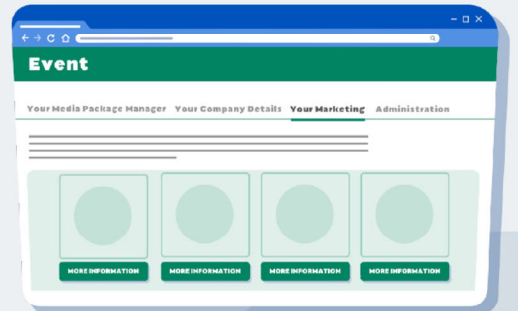 Event
Your Media Package Manager Your Company Details Your Marketing Administration
MORE INFORMATION MORE INFORMATION MORE INFORMATION MORE INFORMATION